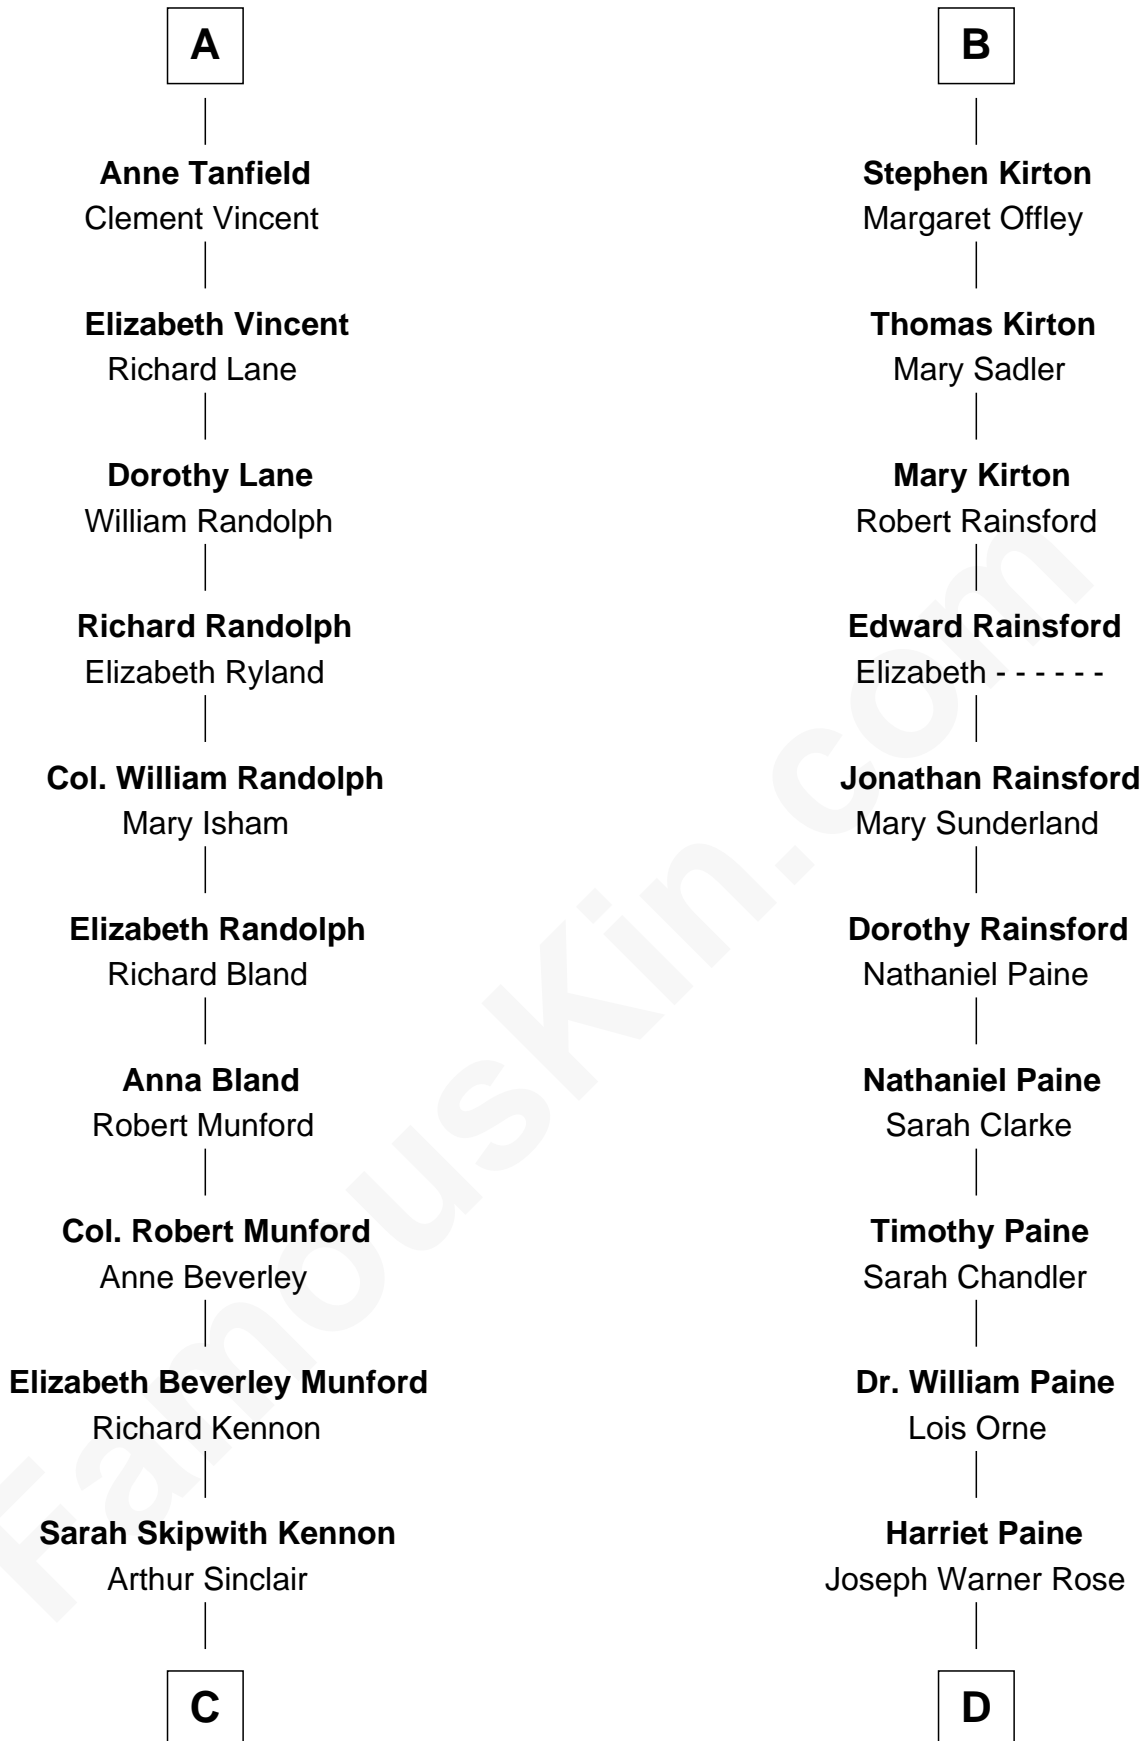 A
Anne Tanfield
Clement Vincent
Elizabeth Vincent
Richard Lane
Dorothy Lane
William Randolph
Richard Randolph
Elizabeth Ryland
Col. William Randolph
Mary Isham
Elizabeth Randolph
Richard Bland
Anna Bland
Robert Munford
Col. Robert Munford
Anne Beverley
Elizabeth Beverley Munford
Richard Kennon
Sarah Skipwith Kennon
Arthur Sinclair
C
B
Stephen Kirton
Margaret Offley
Thomas Kirton
Mary Sadler
Mary Kirton
Robert Rainsford
Edward Rainsford
Elizabeth - - - - - -
Jonathan Rainsford
Mary Sunderland
Dorothy Rainsford
Nathaniel Paine
Nathaniel Paine
Sarah Clarke
Timothy Paine
Sarah Chandler
Dr. William Paine
Lois Orne
Harriet Paine
Joseph Warner Rose
D
FamousKin.com